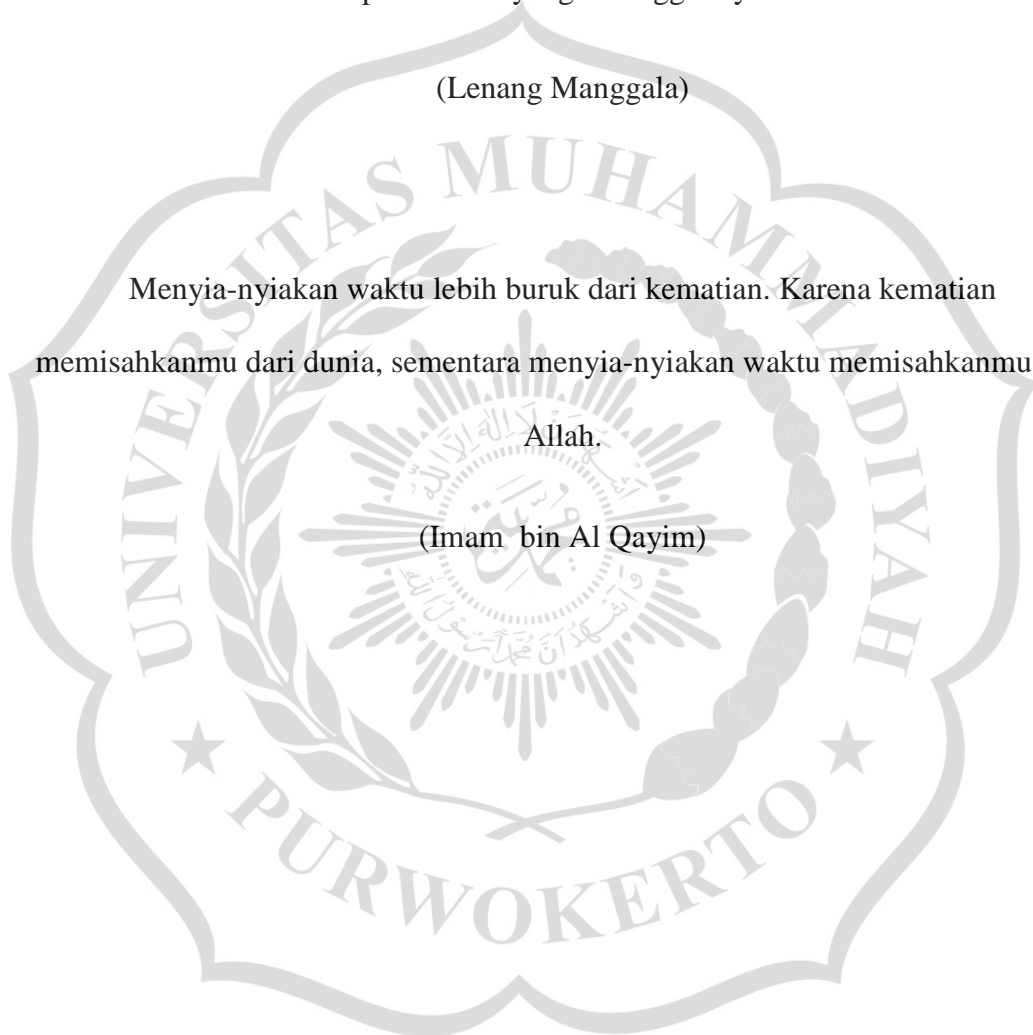 (Lenang Manggala)
Menyia-nyiakan waktu lebih buruk dari kematian. Karena kematian
memisahkanmu dari dunia, sementara menyia-nyiakan waktu memisahkanmu
Allah.
(Imam bin Al Qayim)
UNIVERSITAS MUHAMMADIYAH
PURWOKERTO